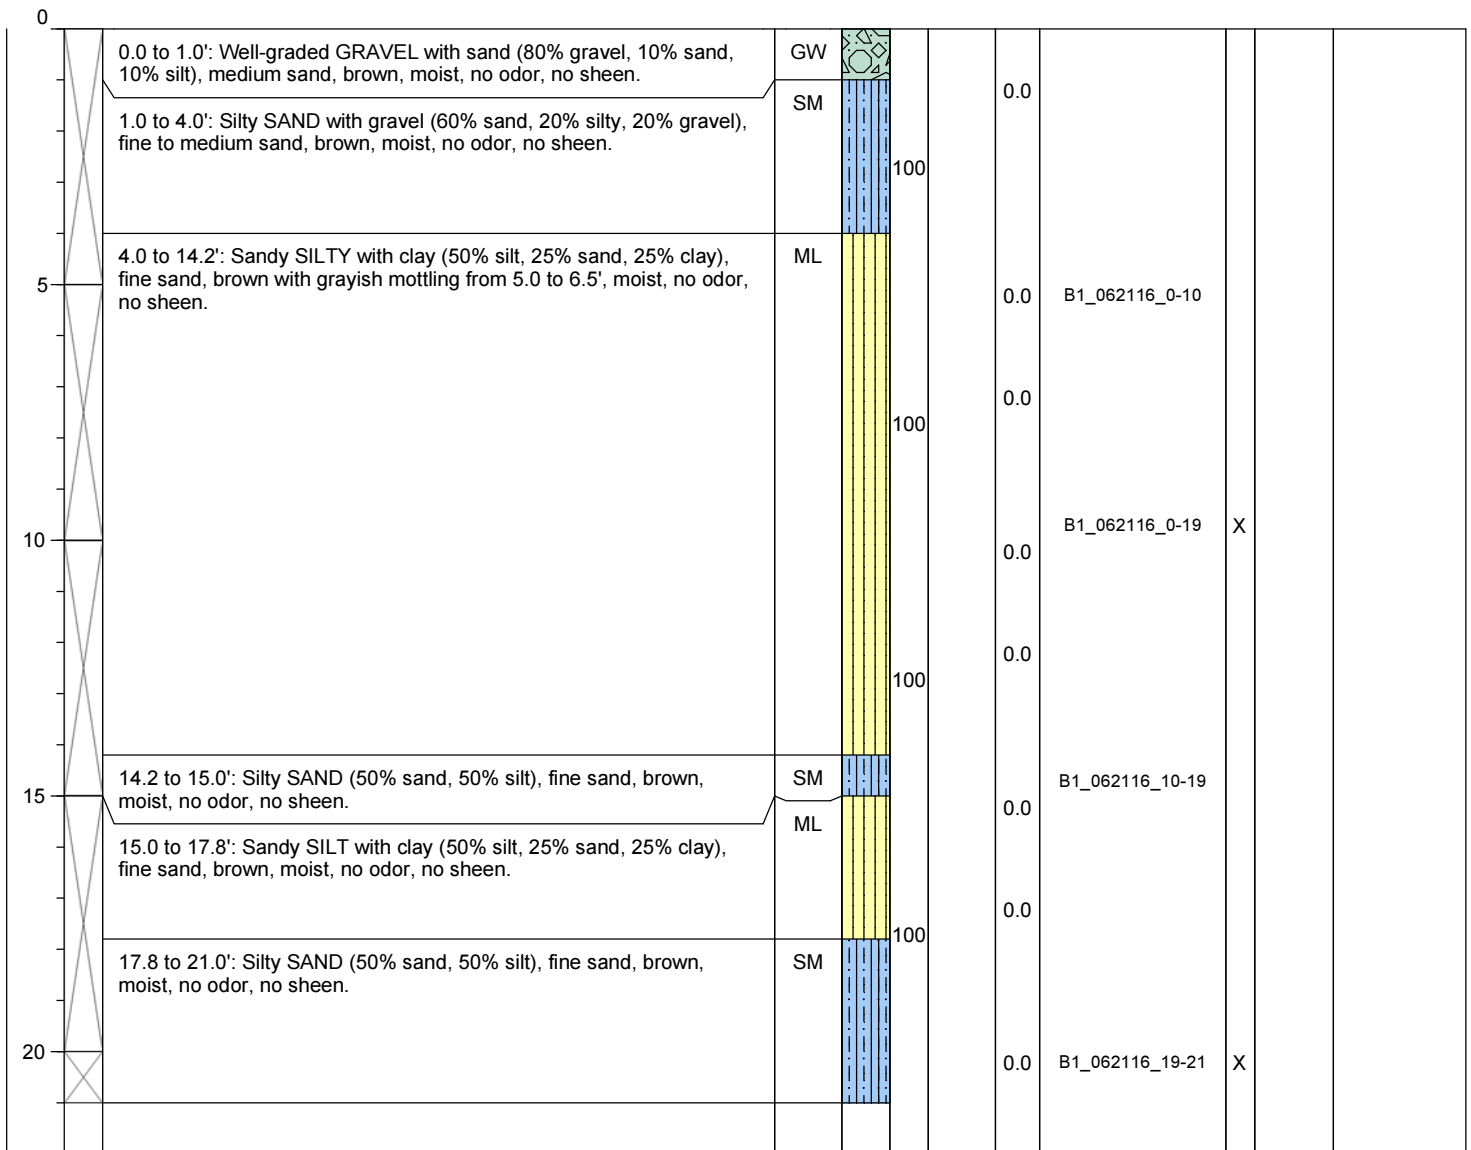 0
0.0 to 1.0': Well-graded GRAVEL with sand (80% gravel, 10% sand,
10% silt), medium sand, brown, moist, no odor, no sheen.
GW
0.0
SM
1.0 to 4.0': Silty SAND with gravel (60% sand, 20% silty, 20% gravel),
fine to medium sand, brown, moist, no odor, no sheen.
100
4.0 to 14.2': Sandy SILTY with clay (50% silt, 25% sand, 25% clay),
fine sand, brown with grayish mottling from 5.0 to 6.5', moist, no odor,
no sheen.
ML
5
0.0
B1_062116_0-10
0.0
100
B1_062116_0-19 X
10
0.0
0.0
100
14.2 to 15.0': Silty SAND (50% sand, 50% silt), fine sand, brown,
moist, no odor, no sheen.
SM
B1_062116_10-19
15
0.0
ML
15.0 to 17.8': Sandy SILT with clay (50% silt, 25% sand, 25% clay),
fine sand, brown, moist, no odor, no sheen.
0.0
100
17.8 to 21.0': Silty SAND (50% sand, 50% silt), fine sand, brown,
moist, no odor, no sheen.
SM
20
0.0
B1_062116_19-21 X